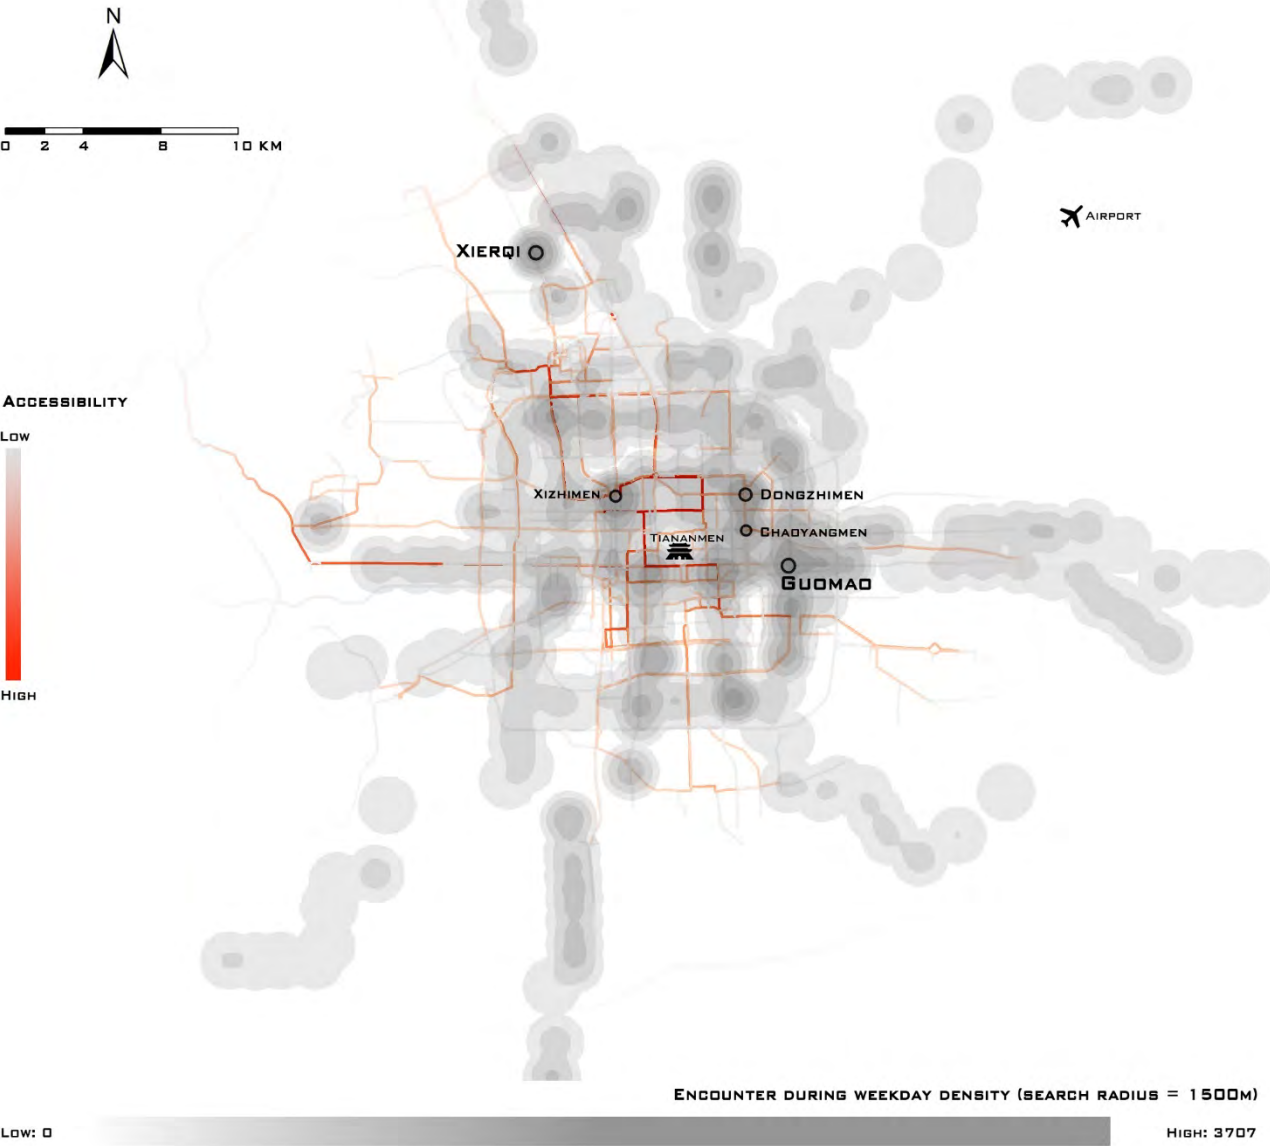 N
0 2 4 8 10 KM
AIRPORT
XIERQI
ACCESSIBILITY
LOW
HIGH
XIZHIMEN
DONGZHIMEN
CHAOYANGMEN
TIANANMEN
GUOMAO
ENCOUNTER DURING WEEKDAY DENSITY (SEARCH RADIUS = 1500M)
LOW: 0
HIGH: 3707